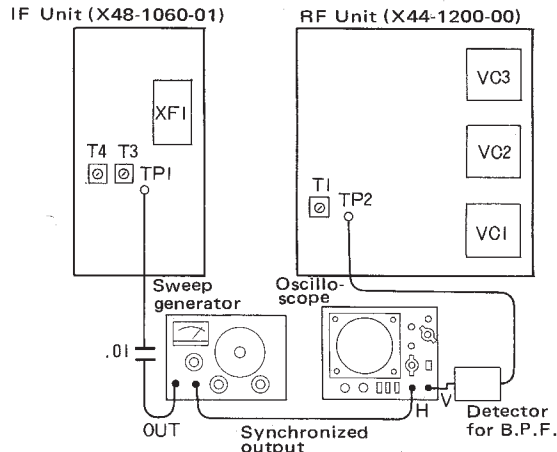 IF Unit (X48-1060-01)
RF Unit (X44-1200-00)
XF1
VC3
T4 T3
TP1
VC2
T1
TP2
VC1
Sweep
generator
Oscillo-
scope
.01
OUT
Synchronized
output
H
V
Detector
for B.P.F.